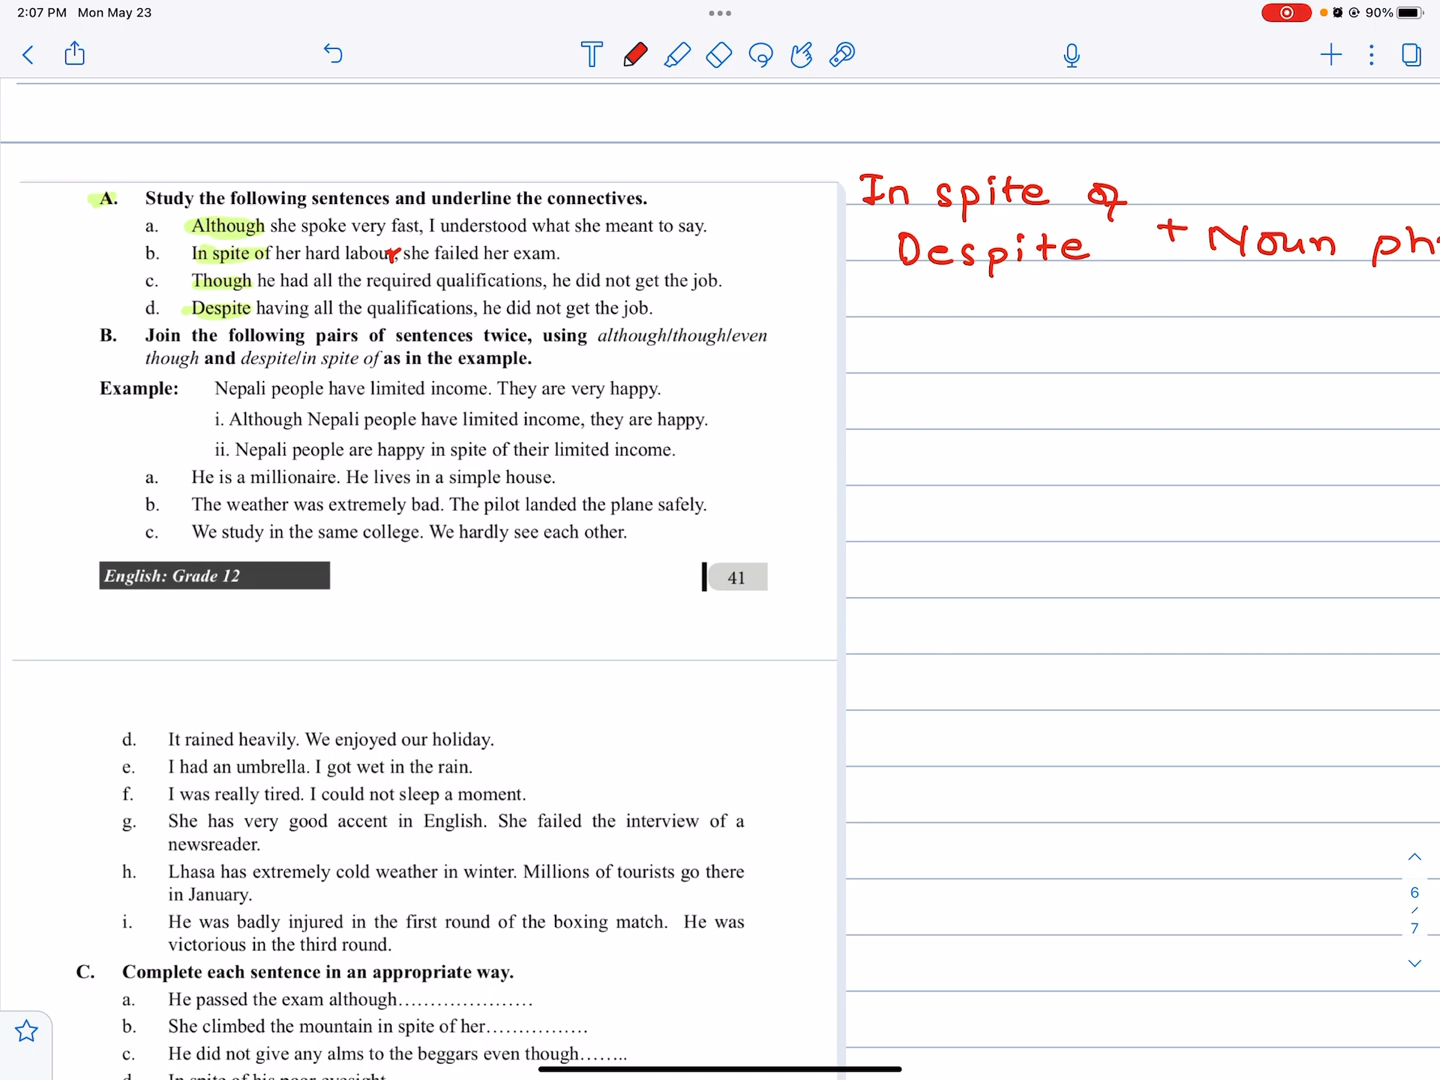 2:07 PM Mon May 23
90%
A. Study the following sentences and underline the connectives.
a. Although she spoke very fast, I understood what she meant to say.
b. In spite of her hard labour she failed her exam.
c. Though he had all the required qualifications, he did not get the job.
d. Despite having all the qualifications, he did not get the job.
B. Join the following pairs of sentences twice, using although/though/even
though and despite/in spite of as in the example.
Example: Nepali people have limited income. They are very happy.
i. Although Nepali people have limited income, they are happy.
ii. Nepali people are happy in spite of their limited income.
a. He is a millionaire. He lives in a simple house.
b. The weather was extremely bad. The pilot landed the plane safely.
c. We study in the same college. We hardly see each other.
English: Grade 12
41
d. It rained heavily. We enjoyed our holiday.
e. I had an umbrella. I got wet in the rain.
f. I was really tired. I could not sleep a moment.
g. She has very good accent in English. She failed the interview of a
newsreader.
h. Lhasa has extremely cold weather in winter. Millions of tourists go there
in January.
i. He was badly injured in the first round of the boxing match. He was
victorious in the third round.
C. Complete each sentence in an appropriate way.
a. He passed the exam although.....................
b. She climbed the mountain in spite of her................
c. He did not give any alms to the beggars even though........
d. In spite of his poor eyesight
In spite of
Despite + Noun ph
6
/
7